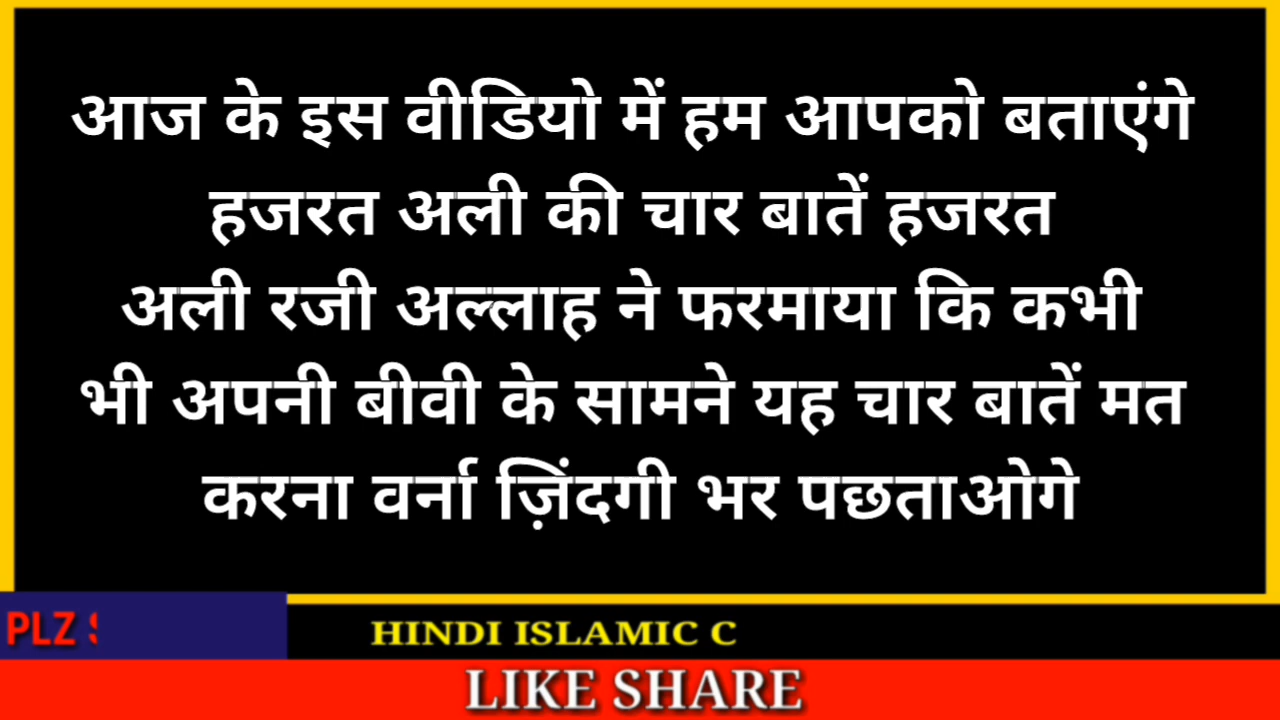 आज के इस वीडियो में हम आपको बताएंगे
हजरत अली की चार बातें हजरत
अली रजी अल्लाह ने फरमाया कि कभी
भी अपनी बीवी के सामने यह चार बातें मत
करना वर्ना ज़िंदगी भर पछताओगे
PLZ
HINDI ISLAMIC C
LIKE SHARE